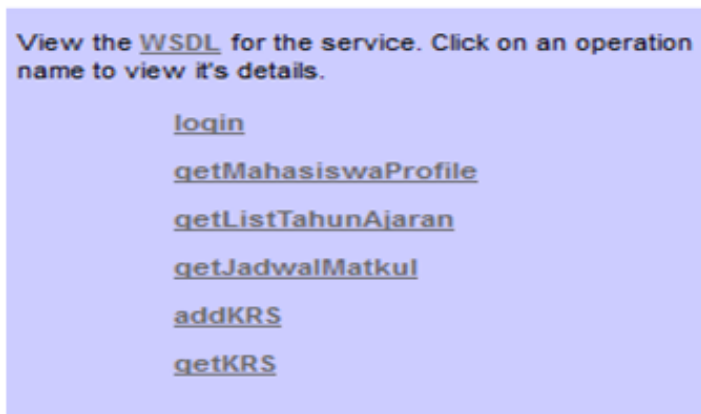 View the WSDL for the service. Click on an operation
name to view it's details.
login
getMahasiswaProfile
getListTahunAjaran
getJadwalMatkul
addKRS
getKRS